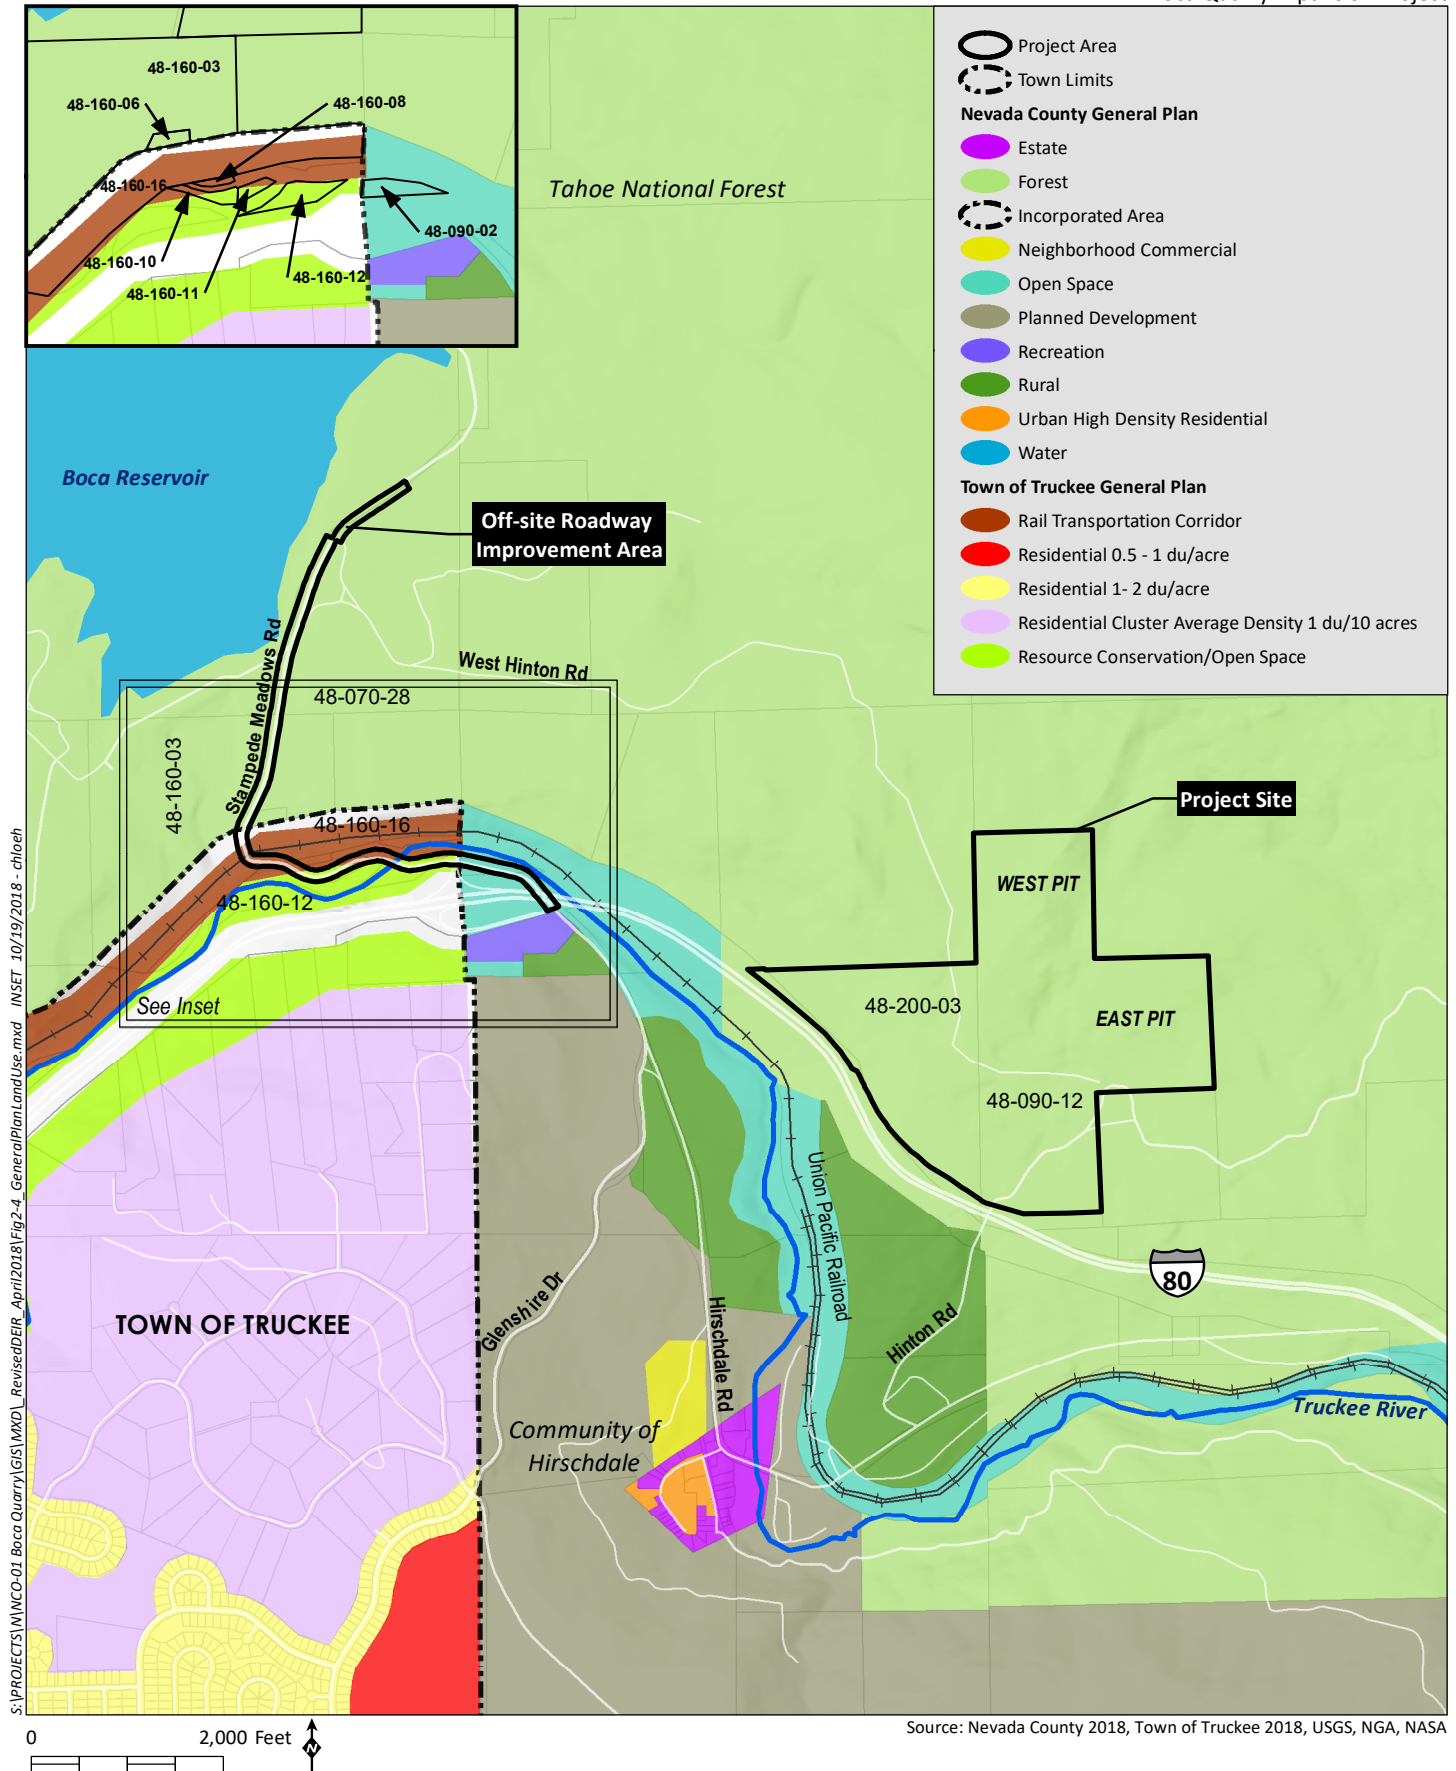 48-160-03
48-160-06
48-160-08
48-160-16
48-090-02
48-160-10
48-160-12
48-160-11
Project Area
Town Limits
Nevada County General Plan
Estate
Forest
Incorporated Area
Neighborhood Commercial
Open Space
Planned Development
Recreation
Rural
Urban High Density Residential
Water
Town of Truckee General Plan
Rail Transportation Corridor
Residential 0.5 - 1 du/acre
Residential 1- 2 du/acre
Residential Cluster Average Density 1 du/10 acres
Resource Conservation/Open Space
Tahoe National Forest
Boca Reservoir
Off-site Roadway
Improvement Area
Stampede Meadows Rd
West Hinton Rd
48-070-28
48-160-03
48-160-16
48-160-12
See Inset
Project Site
WEST PIT
EAST PIT
48-200-03
48-090-12
Union Pacific Railroad
80
TOWN OF TRUCKEE
Glenshire Dr
Hirschdale Rd
Hinton Rd
Community of
Hirschdale
Truckee River
S:\PROJECTS\N\NCO-01 Boca Quarry\GIS\MXD\_RevisedDEIR_April2018\Fig2-4_GeneralPlanLandUse.mxd INSET 10/19/2018 - chloeh
0
2,000 Feet
N
Source: Nevada County 2018, Town of Truckee 2018, USGS, NGA, NASA